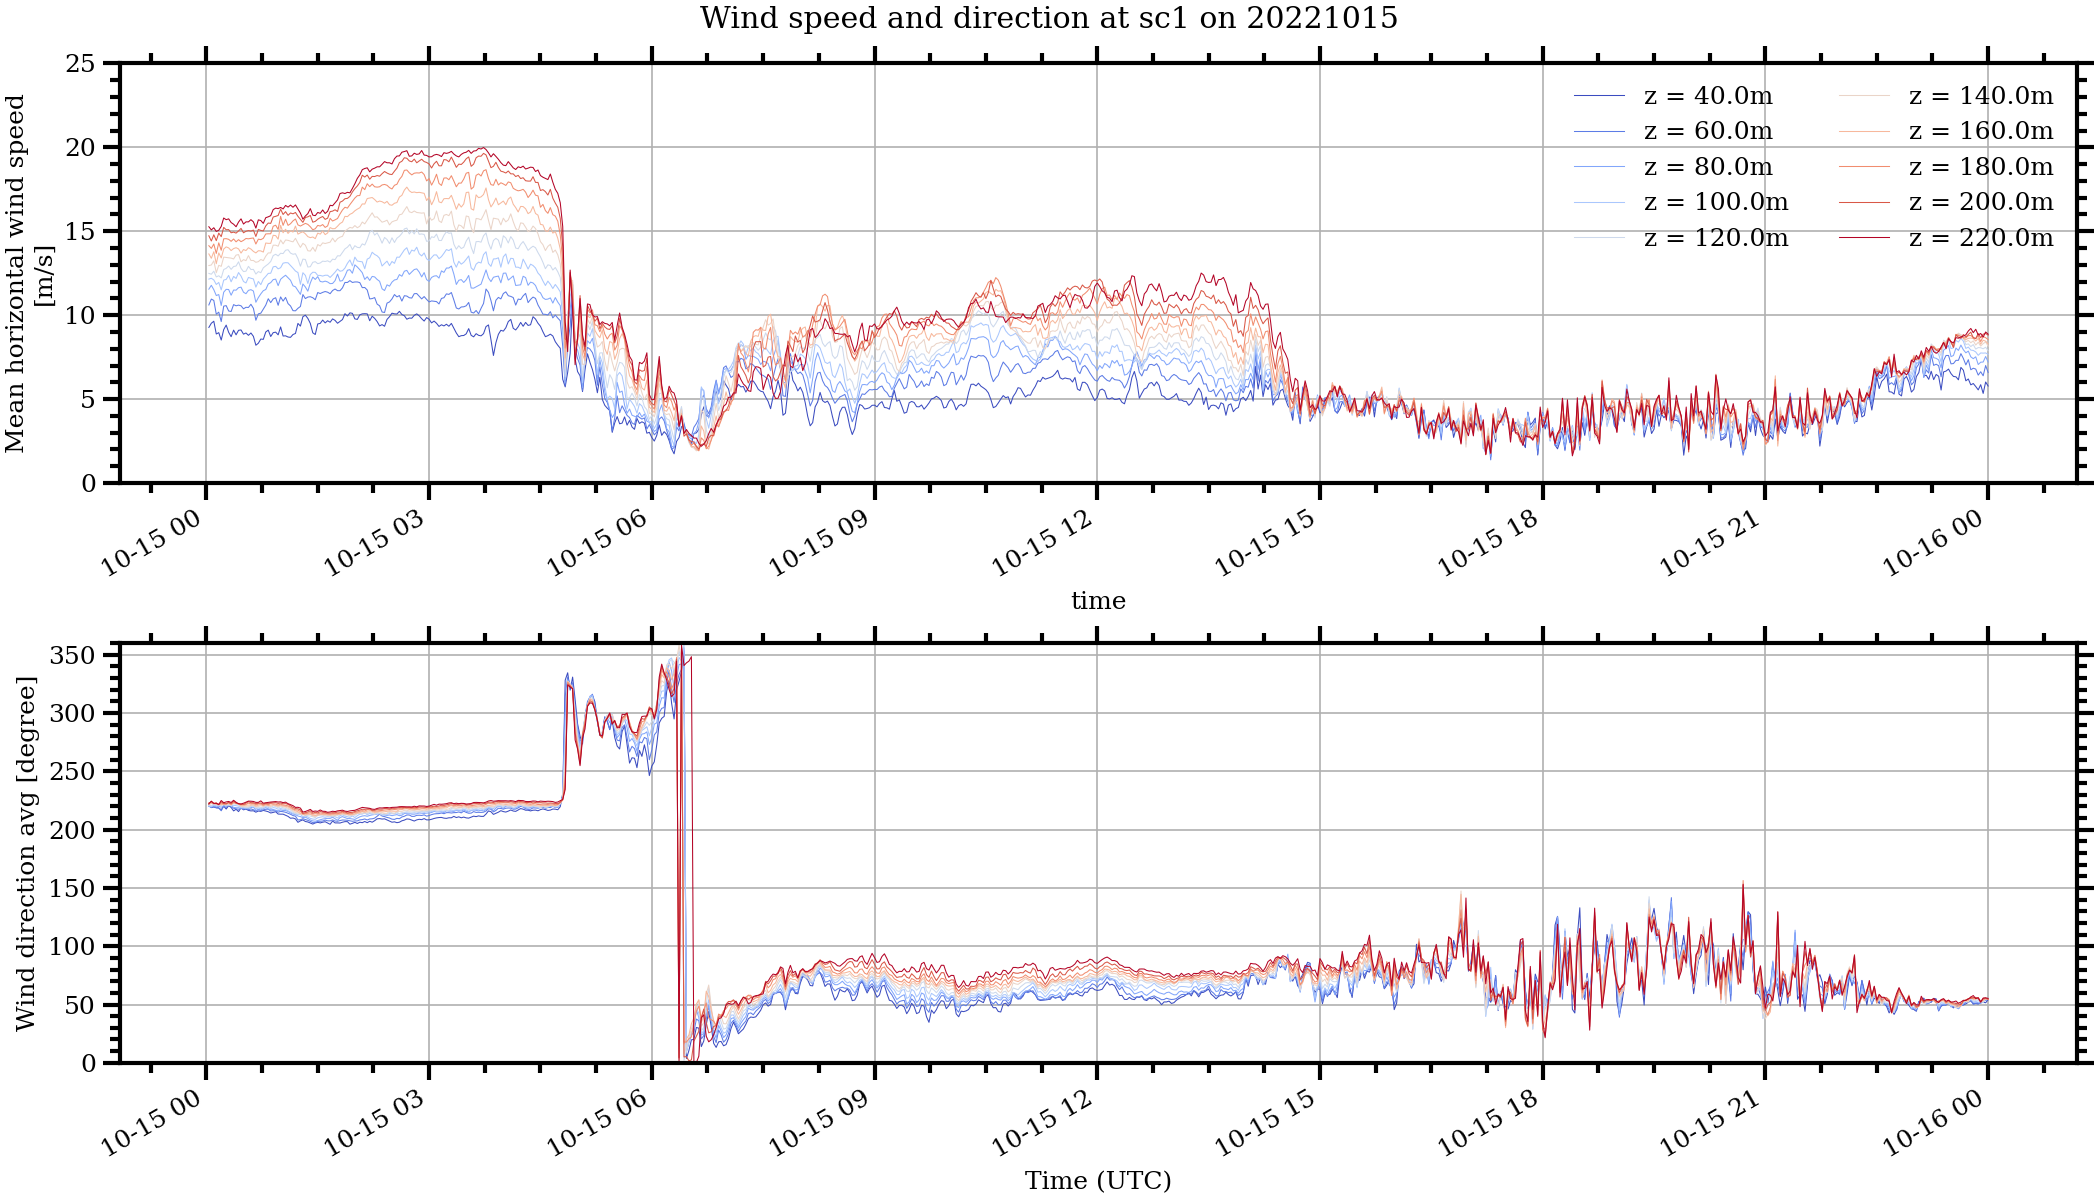 Wind speed and direction at sc1 on 20221015
Mean horizontal wind speed
[m/s]
25
20
15
10
5
0
z = 40.0m
z = 60.0m
z = 80.0m
z = 100.0m
z = 120.0m
z = 140.0m
z = 160.0m
z = 180.0m
z = 200.0m
z = 220.0m
10-15 00
10-15 03
10-15 06
10-15 09
10-15 12
10-15 15
10-15 18
10-15 21
10-16 00
time
Wind direction avg [degree]
350
300
250
200
150
100
50
0
10-15 00
10-15 03
10-15 06
10-15 09
10-15 12
10-15 15
10-15 18
10-15 21
10-16 00
Time (UTC)